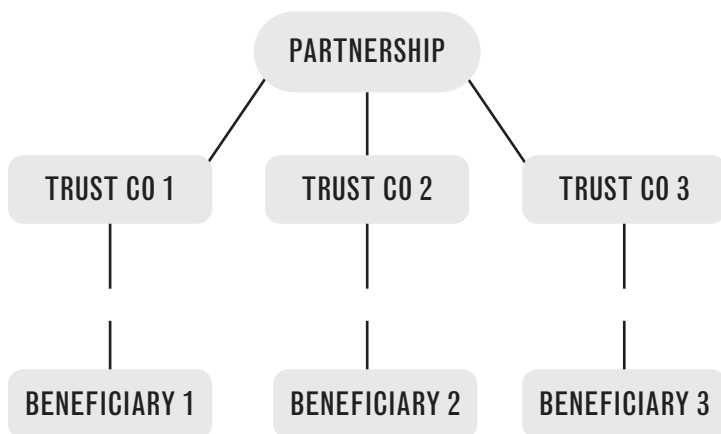 PARTNERSHIP
TRUST CO 1
TRUST CO 2
TRUST CO 3
BENEFICIARY 1
BENEFICIARY 2
BENEFICIARY 3